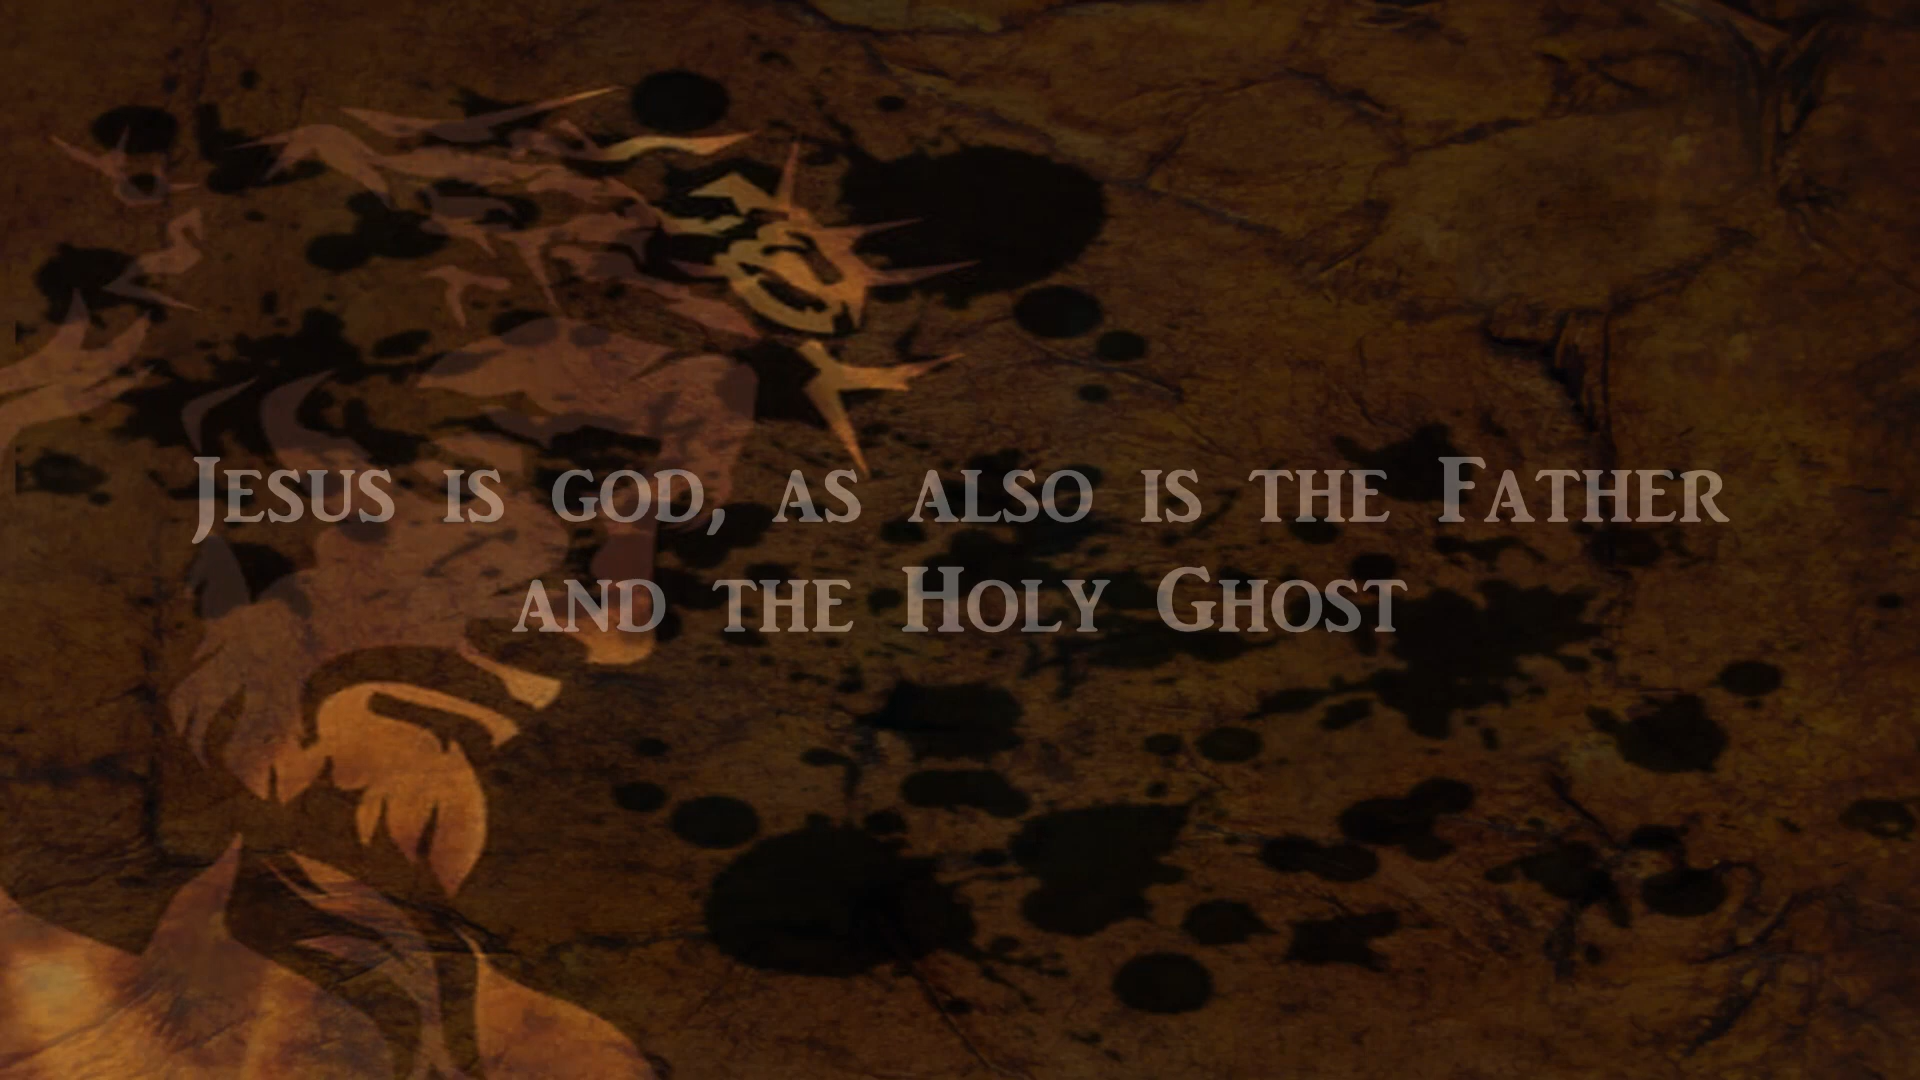 Jesus is god, as also is the Father
and the Holy Ghost